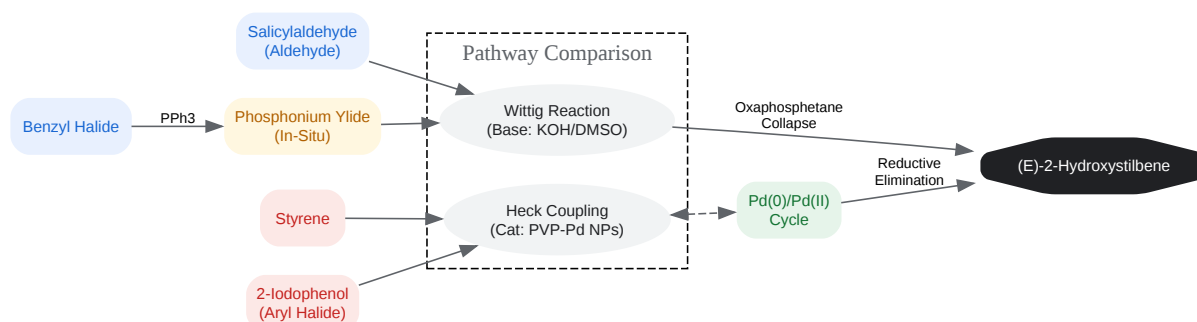 Salicylaldehyde
(Aldehyde)
Pathway Comparison
Benzyl Halide
PPh3
Phosphonium Ylide
(In-Situ)
Wittig Reaction
(Base: KOH/DMSO)
Oxaphosphetane
Collapse
(E)-2-Hydroxystilbene
Styrene
Heck Coupling
(Cat: PVP-Pd NPs)
Pd(0)/Pd(II)
Cycle
Reductive
Elimination
2-Iodophenol
(Aryl Halide)